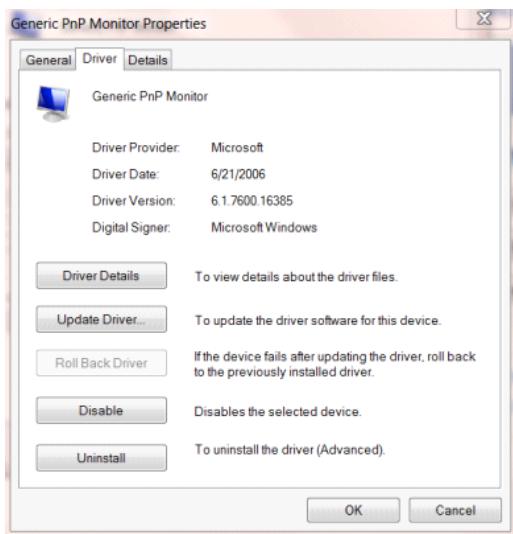 Generic PnP Monitor Properties
General Driver Details
Generic PnP Monitor
Driver Provider: Microsoft
Driver Date: 6/21/2006
Driver Version: 6.1.7600.16385
Digital Signer: Microsoft Windows
Driver Details To view details about the driver files.
Update Driver... To update the driver software for this device.
Roll Back Driver If the device fails after updating the driver, roll back
to the previously installed driver.
Disable Disables the selected device.
Uninstall To uninstall the driver (Advanced).
OK Cancel